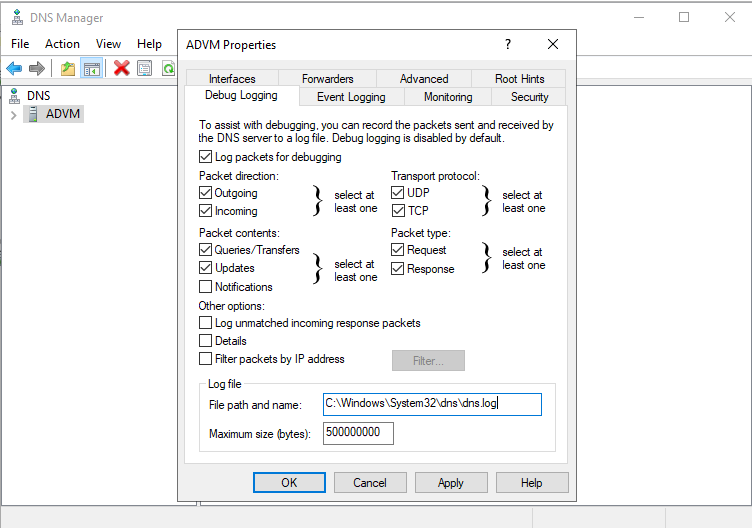 DNS Manager
File Action View Help
DNS
ADVM
ADVM Properties
?
Interfaces Forwarders Advanced Root Hints
Debug Logging Event Logging Monitoring Security
To assist with debugging, you can record the packets sent and received by
the DNS server to a log file. Debug logging is disabled by default.
Log packets for debugging
Packet direction:
Outgoing
Incoming
select at
least one
Transport protocol:
UDP
TCP
select at
least one
Packet contents:
Queries/Transfers
Updates
Notifications
select at
least one
Packet type:
Request
Response
select at
least one
Other options:
Log unmatched incoming response packets
Details
Filter packets by IP address
Filter...
Log file
File path and name: C:\Windows\System32\dns\dns.log
Maximum size (bytes): 500000000
OK Cancel Apply Help